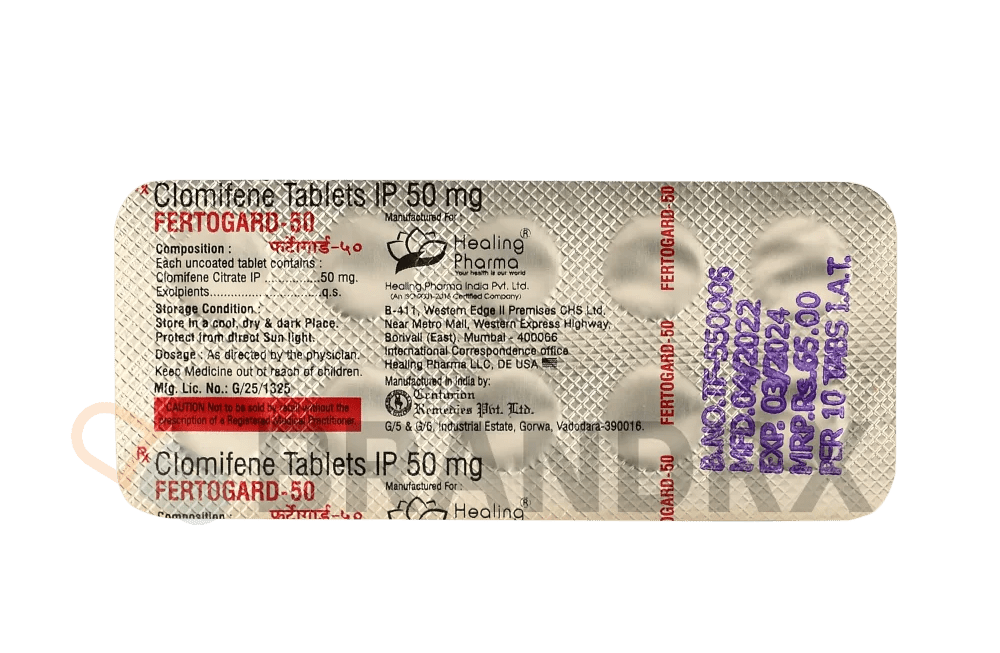 Rx Clomifene Tablets IP 50 mg
FERTOGARD-50
फर्टोगार्ड-५०
Composition :
Each uncoated tablet contains :
Clomifene Citrate IP ..............50 mg.
Excipients............................q.s.
Storage Condition :
Store in a cool, dry & dark Place.
Protect from direct Sun light.
Dosage : As directed by the physician.
Keep Medicine out of reach of children.
Mfg. Lic. No.: G/25/1325
CAUTION Not to be sold by retail without the
prescription of a Registered Medical Practitioner.
Manufactured For :
Healing®
Pharma
Your health is our world
Healing Pharma India Pvt. Ltd.
(An ISO 9001-2015 Certified Company)
B-411, Western Edge II Premises CHS Ltd.
Near Metro Mall, Western Express Highway,
Borivali (East). Mumbai - 400066
International Correspondence office
Healing Pharma LLC, DE USA
Manufactured in India by:
Centurion
Remedies Pvt. Ltd.
G/5 & G/6, Industrial Estate, Gorwa, Vadodara-390016.
FERTOGARD-50
FERTOGARD-50
OGARD-50
B.NO.TF-55000S
MFD.04/2022
EXP. 03/2024
MRP.Rs.65.00
PER 10 TABS I.A.T.
Rx Clomifene Tablets IP 50 mg
FERTOGARD-50
Manufactured For :
Healing®
Composition :
फर्टोगार्ड-५०
BRANDRX